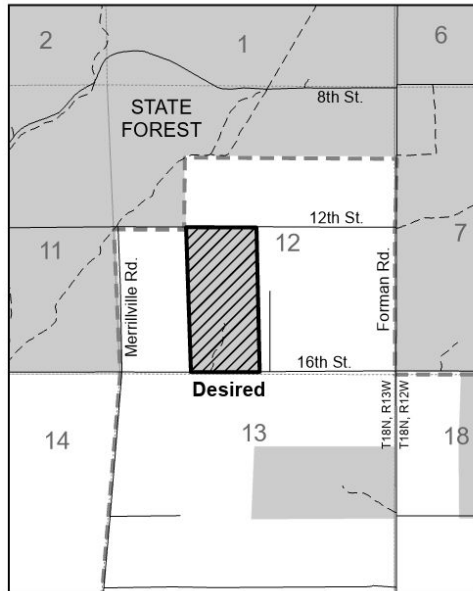 2
1
6
STATE
FOREST
8th St.
12th St.
12
7
11
Merrillville Rd.
Forman Rd.
16th St.
Desired
T18N, R13W
T18N, R12W
14
13
18